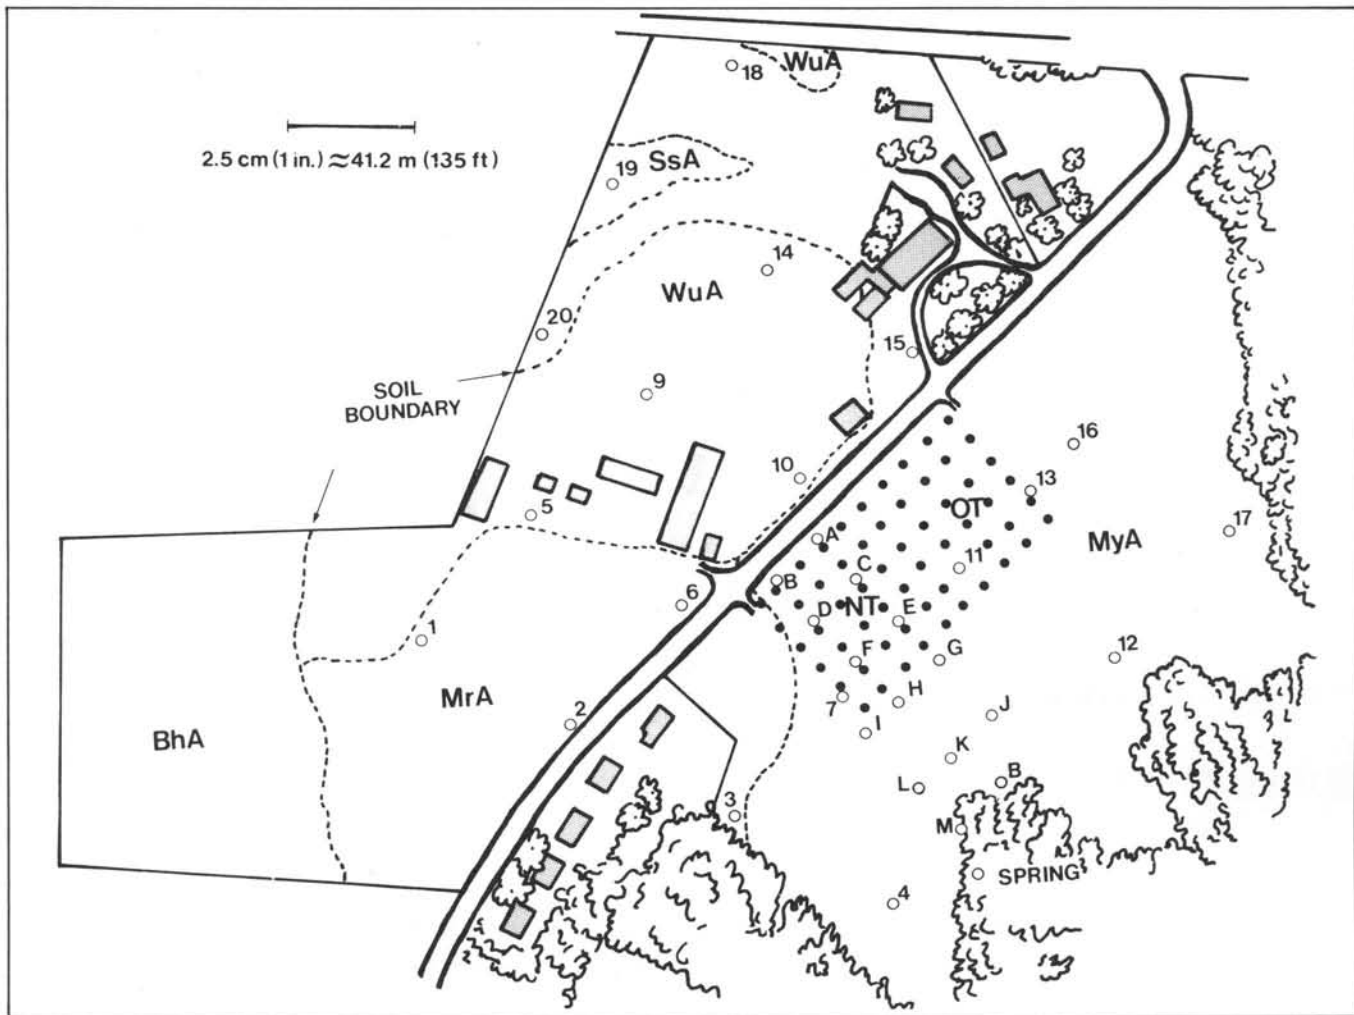 WuA
18
2.5 cm (1 in.) ≈41.2 m (135 ft)
SsA
19
14
WuA
20
15
SOIL
BOUNDARY
9
16
10
13
OT
5
17
A
MyA
C
11
B
6
D
NT
E
1
F
G
12
7
H
MrA
2
I
J
BhA
K
L
B
3
M
SPRING
4